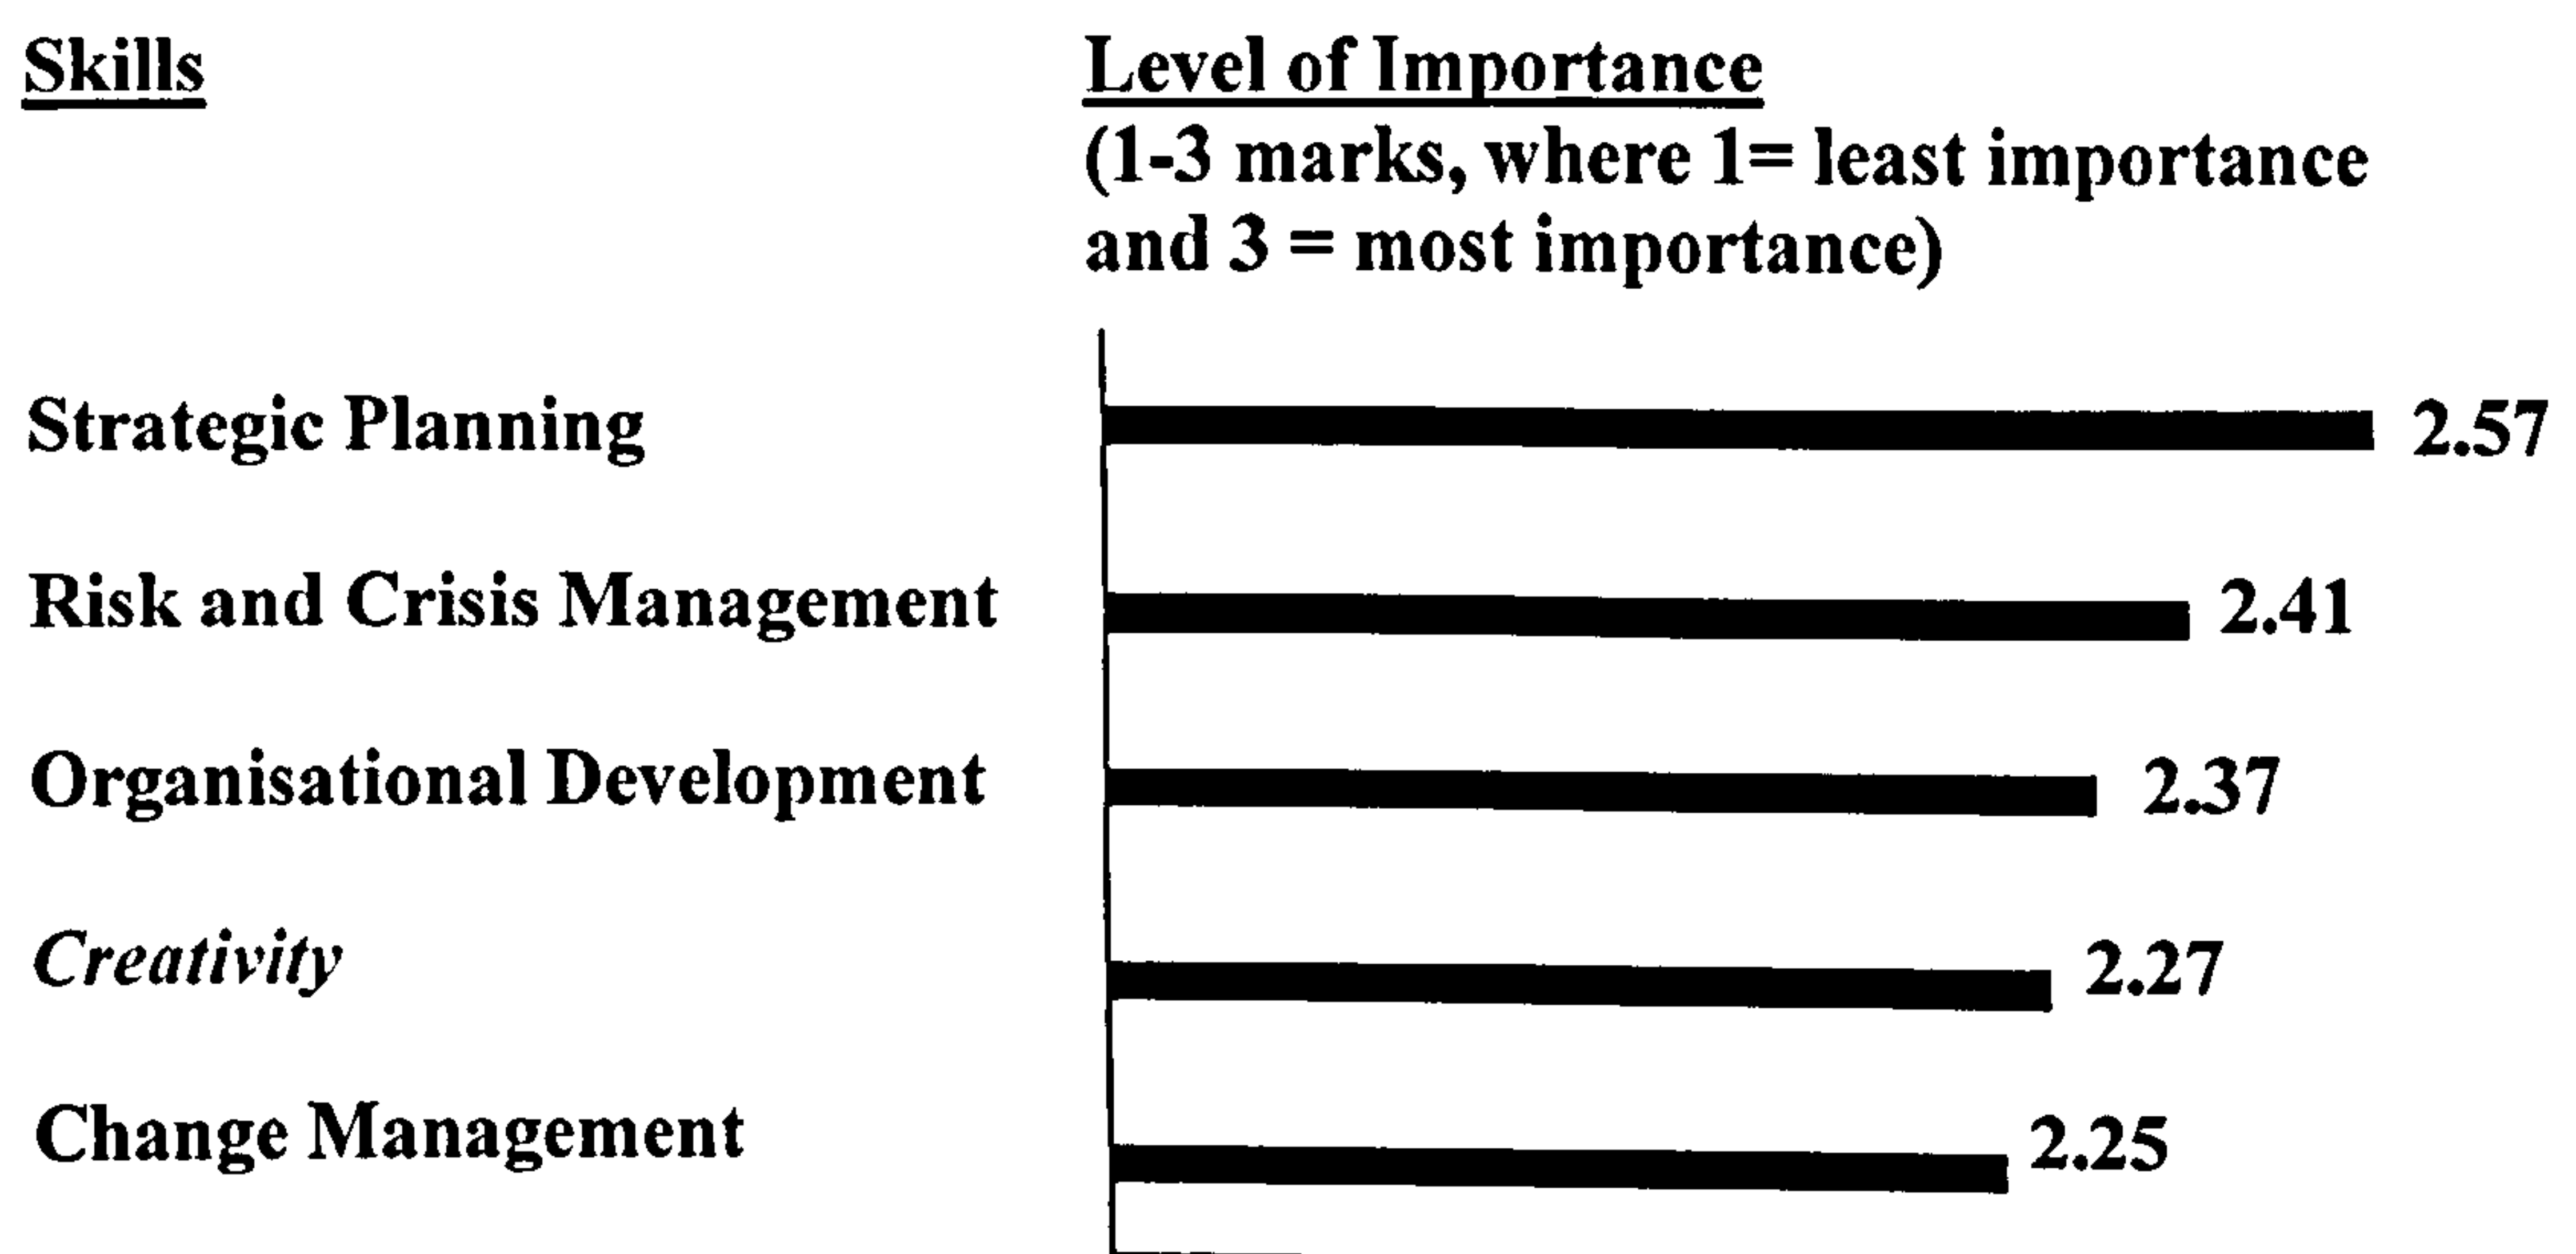 Skills Level of Importance
(1-3 marks, where 1= least importance
and 3 = most importance)
Strategic Planning 2.57
Risk and Crisis Management 2.41
Organisational Development 2.37
Creativity 2.27
Change Management 2.25